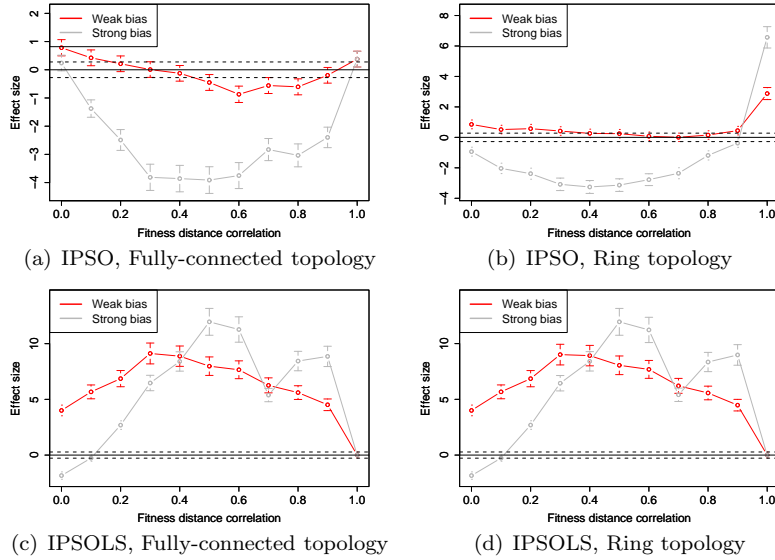 Weak bias
Strong bias
Effect size
1
0
-1
-2
-3
-4
0.0 0.2 0.4 0.6 0.8 1.0
Fitness distance correlation
(a) IPSO, Fully-connected topology
Weak bias
Strong bias
Effect size
8
6
4
2
0
-2
-4
0.0 0.2 0.4 0.6 0.8 1.0
Fitness distance correlation
(b) IPSO, Ring topology
Weak bias
Strong bias
Effect size
10
5
0
0.0 0.2 0.4 0.6 0.8 1.0
Fitness distance correlation
(c) IPSOLS, Fully-connected topology
Weak bias
Strong bias
Effect size
10
5
0
0.0 0.2 0.4 0.6 0.8 1.0
Fitness distance correlation
(d) IPSOLS, Ring topology